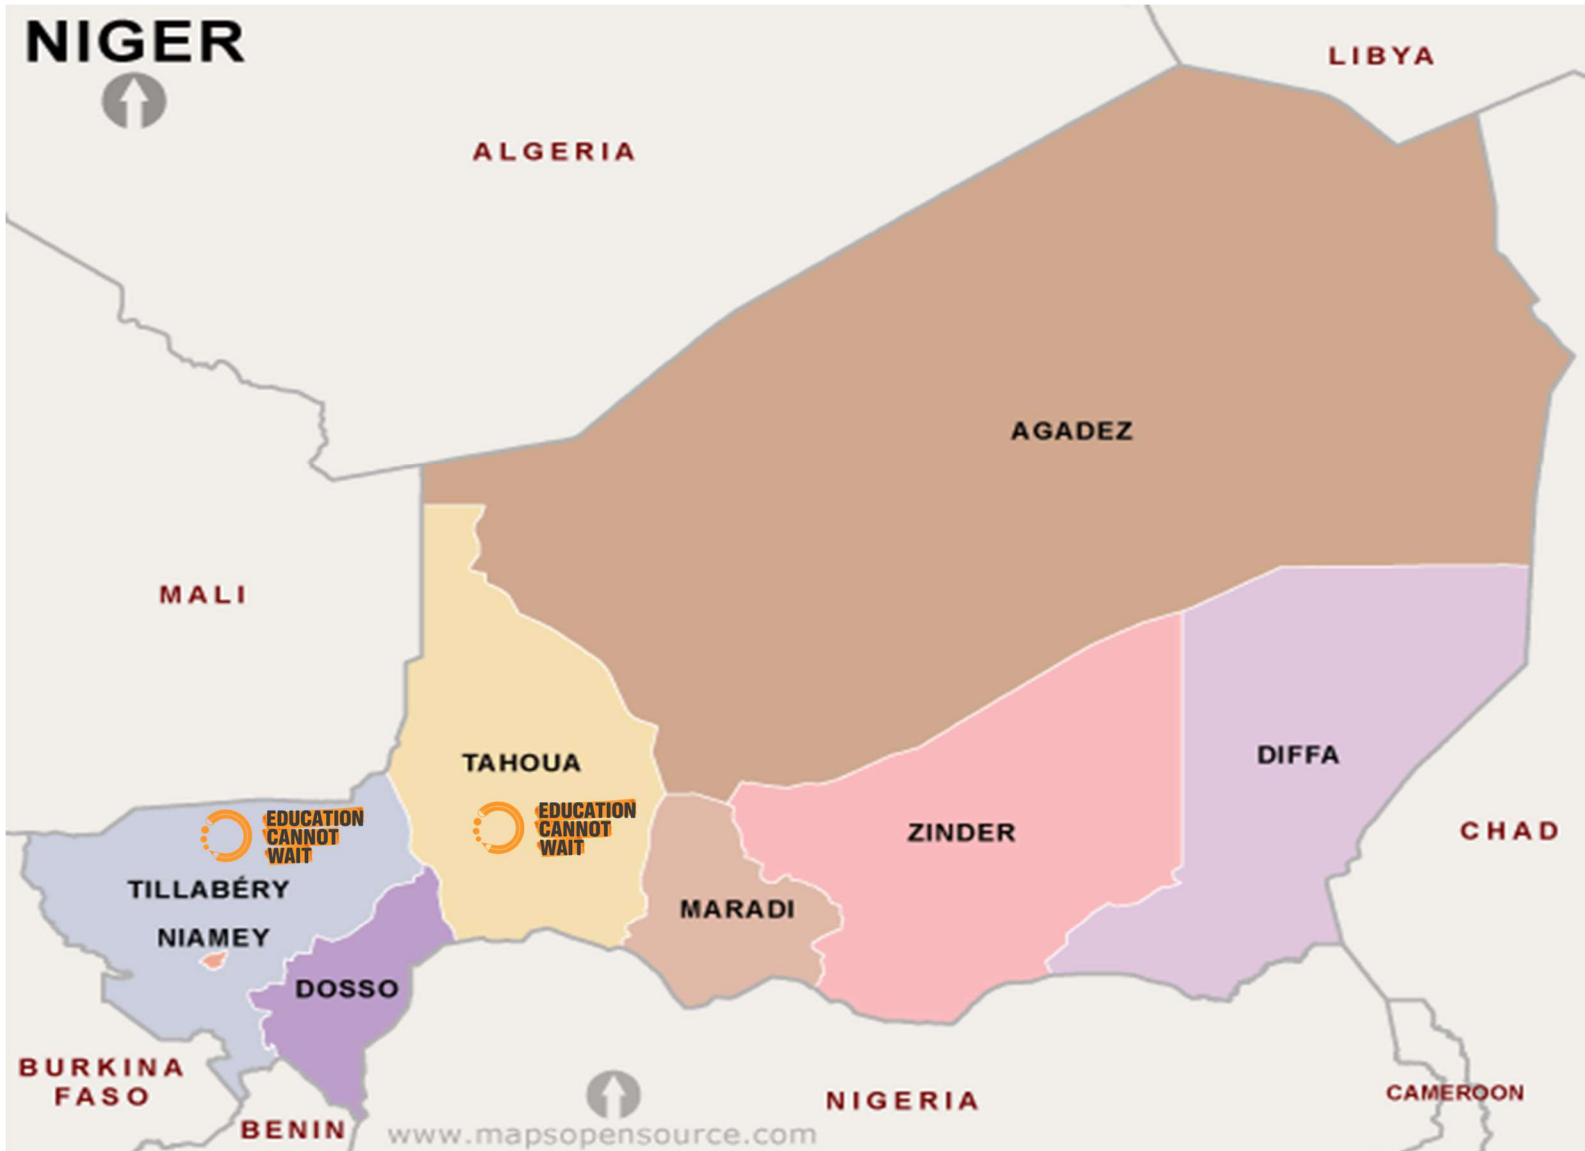 NIGER
LIBYA
ALGERIA
AGADEZ
MALI
TAHOUA
DIFFA
EDUCATION
CANNOT
WAIT
EDUCATION
CANNOT
WAIT
ZINDER
CHAD
TILLABÉRY
MARADI
NIAMEY
DOSSO
BURKINA
FASO
NIGERIA
CAMEROON
BENIN
www.mapsopensource.com